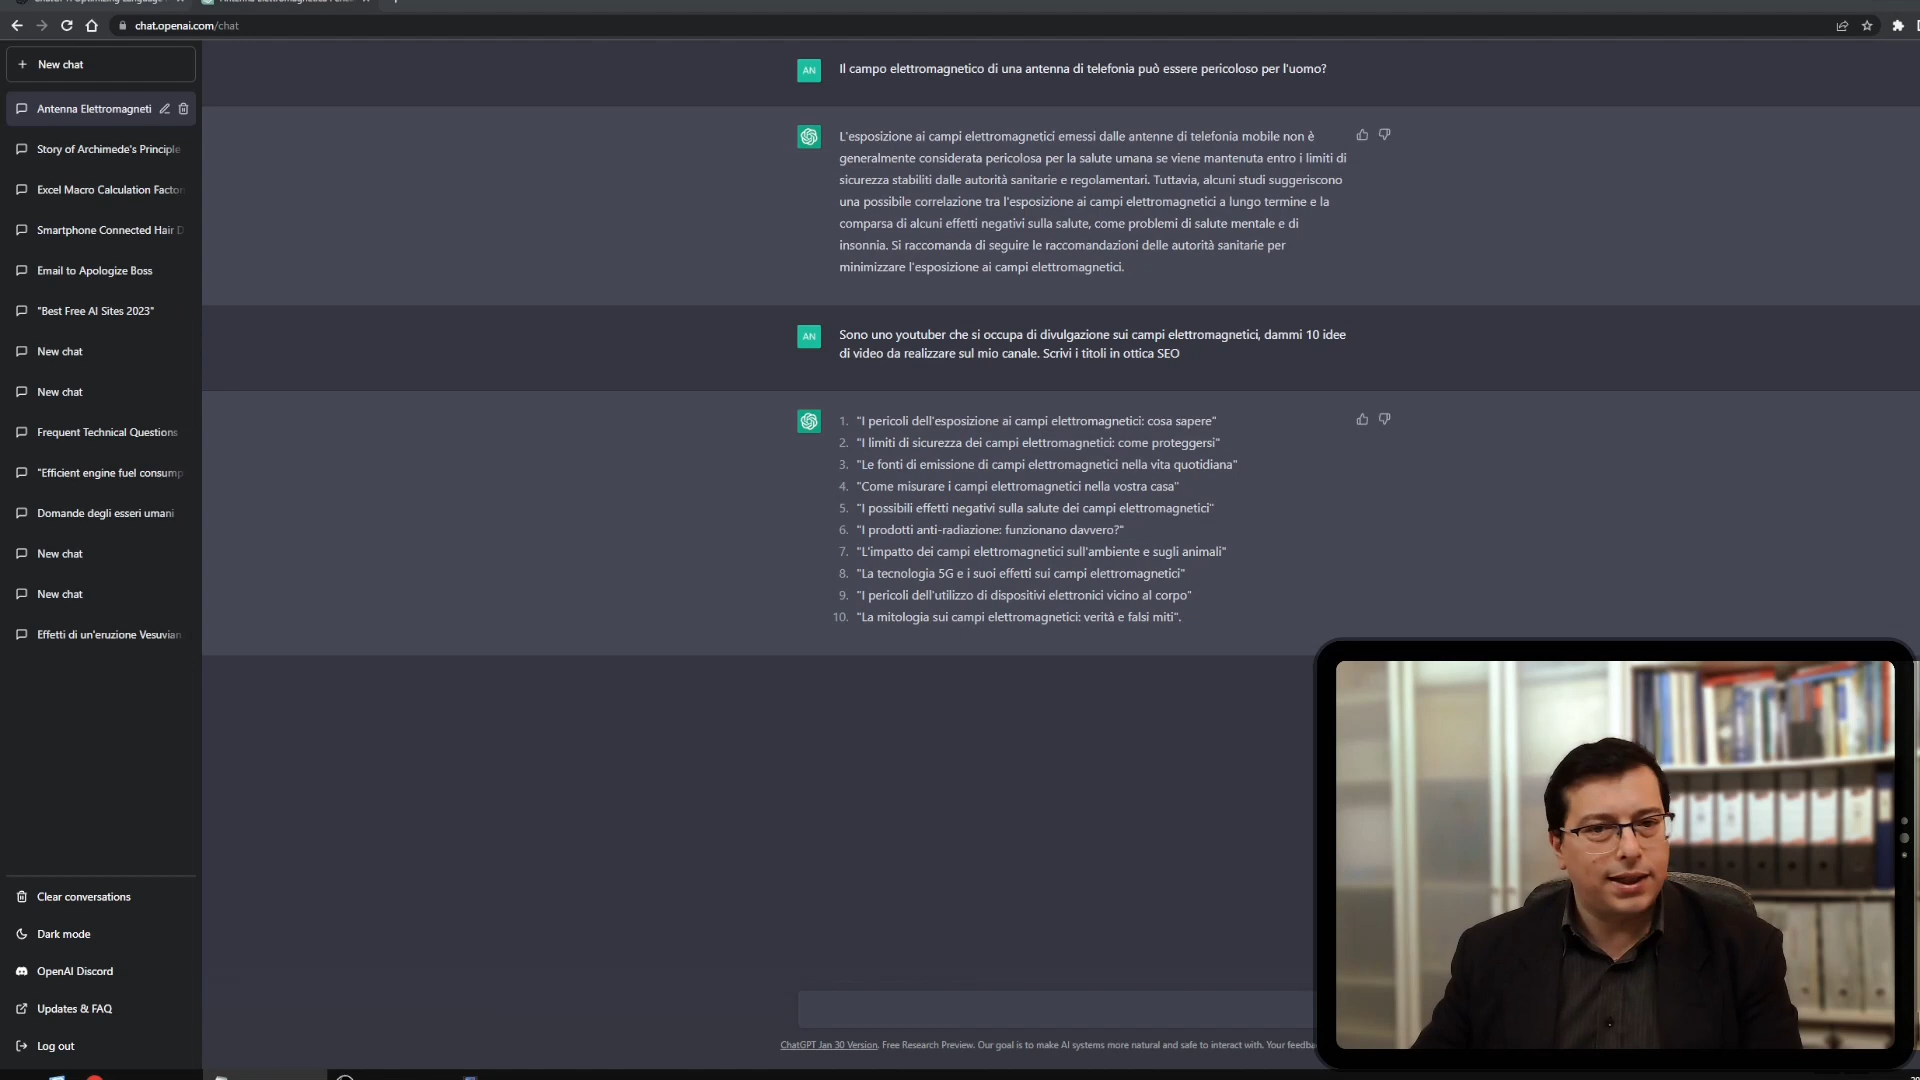 chat.openai.com/chat
New chat
Antenna Elettromagneti
Story of Archimede's Principle
Excel Macro Calculation Factor
Smartphone Connected Hair D
Email to Apologize Boss
"Best Free AI Sites 2023"
New chat
New chat
Frequent Technical Questions
"Efficient engine fuel consump
Domande degli esseri umani
New chat
New chat
Effetti di un'eruzione Vesuvian
Clear conversations
Dark mode
OpenAI Discord
Updates & FAQ
Log out
AN
Il campo elettromagnetico di una antenna di telefonia può essere pericoloso per l'uomo?
L'esposizione ai campi elettromagnetici emessi dalle antenne di telefonia mobile non è
generalmente considerata pericolosa per la salute umana se viene mantenuta entro i limiti di
sicurezza stabiliti dalle autorità sanitarie e regolamentari. Tuttavia, alcuni studi suggeriscono
una possibile correlazione tra l'esposizione ai campi elettromagnetici a lungo termine e la
comparsa di alcuni effetti negativi sulla salute, come problemi di salute mentale e di
insonnia. Si raccomanda di seguire le raccomandazioni delle autorità sanitarie per
minimizzare l'esposizione ai campi elettromagnetici.
AN
Sono uno youtuber che si occupa di divulgazione sui campi elettromagnetici, dammi 10 idee
di video da realizzare sul mio canale. Scrivi i titoli in ottica SEO
1. "I pericoli dell'esposizione ai campi elettromagnetici: cosa sapere"
2. "I limiti di sicurezza dei campi elettromagnetici: come proteggersi"
3. "Le fonti di emissione di campi elettromagnetici nella vita quotidiana"
4. "Come misurare i campi elettromagnetici nella vostra casa"
5. "I possibili effetti negativi sulla salute dei campi elettromagnetici"
6. "I prodotti anti-radiazione: funzionano davvero?"
7. "L'impatto dei campi elettromagnetici sull'ambiente e sugli animali"
8. "La tecnologia 5G e i suoi effetti sui campi elettromagnetici"
9. "I pericoli dell'utilizzo di dispositivi elettronici vicino al corpo"
10. "La mitologia sui campi elettromagnetici: verità e falsi miti".
ChatGPT Jan 30 Version. Free Research Preview. Our goal is to make AI systems more natural and safe to interact with. Your feedba